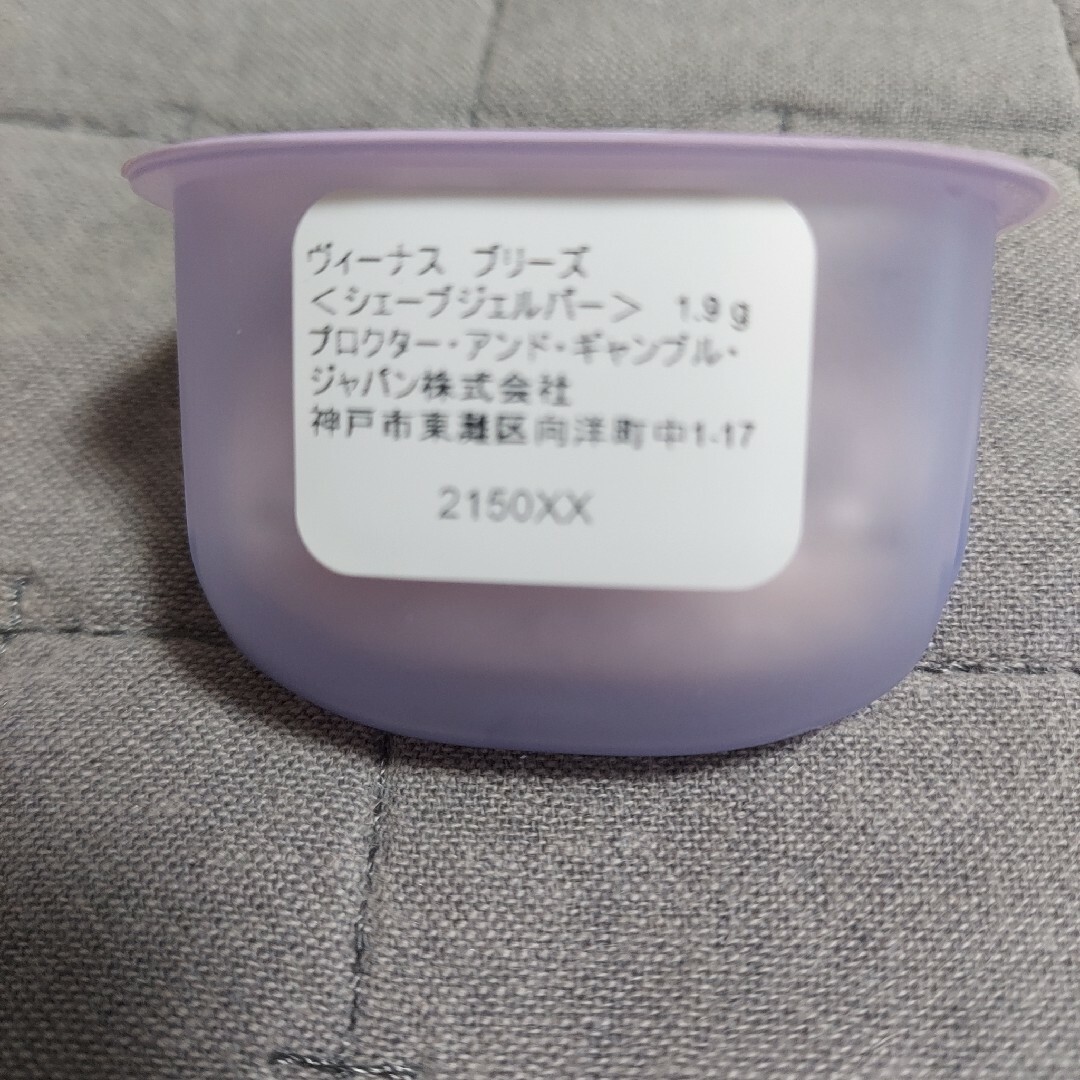 ヴィーナス ブリーズ
＜シェーブジェルバー＞ 1.9 g
プロクター・アンド・ギャンブル・
ジャパン株式会社
神戸市東灘区向洋町中1-17
2150XX